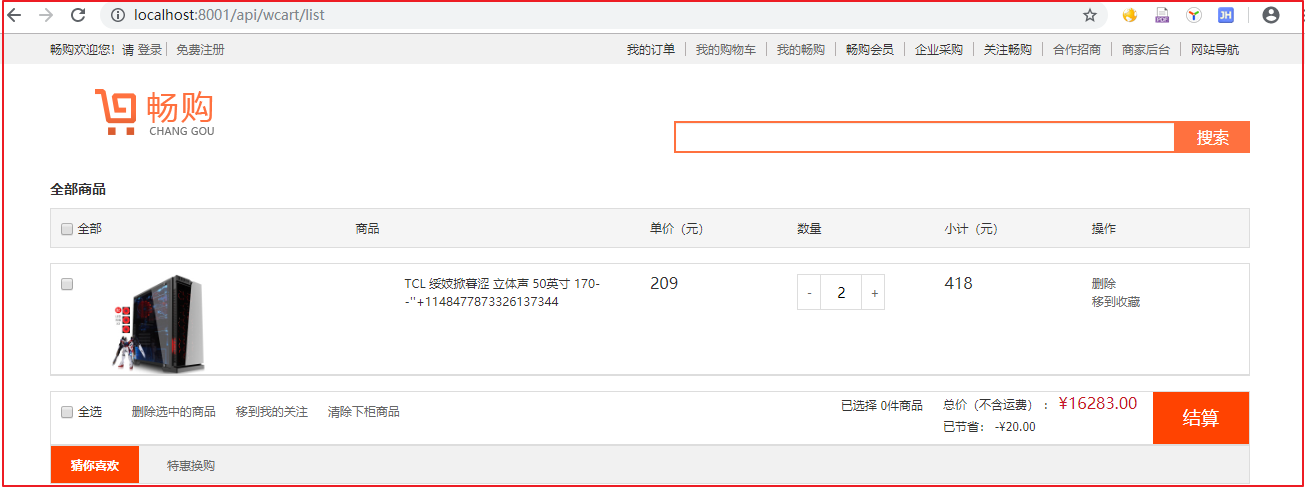 localhost:8001/api/wcart/list
PDF
JH
畅购欢迎您！请 登录 免费注册 我的订单 我的购物车 我的畅购 畅购会员 企业采购 关注畅购 合作招商 商家后台 网站导航
畅购
CHANG GOU
搜索
全部商品
全部 商品 单价（元） 数量 小计（元） 操作
TCL 绥妏掀暮涩 立体声 50英寸 170-
-"+1148477873326137344
209 - 2 + 418
删除
移到收藏
全选 删除选中的商品 移到我的关注 清除下柜商品 已选择 0件商品 总价（不含运费）： ¥16283.00
已节省： -¥20.00
结算
猜你喜欢 特惠换购